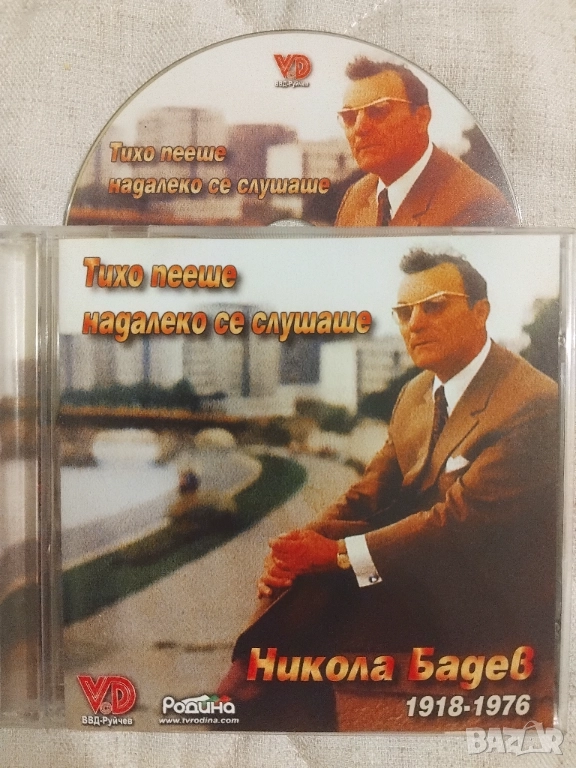 VD
ВВД-Руйчев
Тихо пееше
надалеко се слушаше
Тихо пееше
надалеко се слушаше
Никола Бадев
1918-1976
VD
ВВД-Руйчев
Родина
www.tvrodina.com
BAZAR